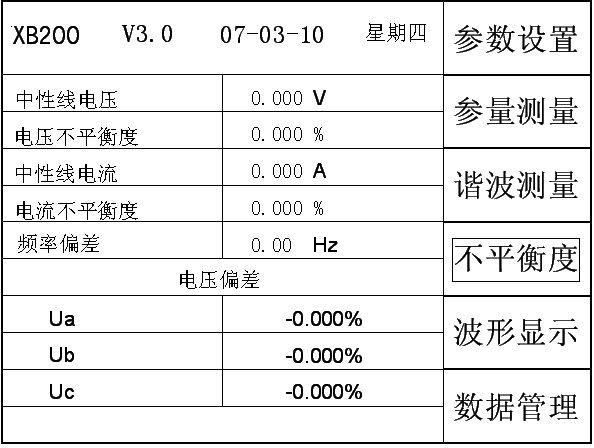 XB200 V3.0 07-03-10 星期四
中性线电压 0.000 V
电压不平衡度 0.000 %
中性线电流 0.000 A
电流不平衡度 0.000 %
频率偏差 0.00 Hz
电压偏差
Ua -0.000%
Ub -0.000%
Uc -0.000%
参数设置
参量测量
谐波测量
不平衡度
波形显示
数据管理